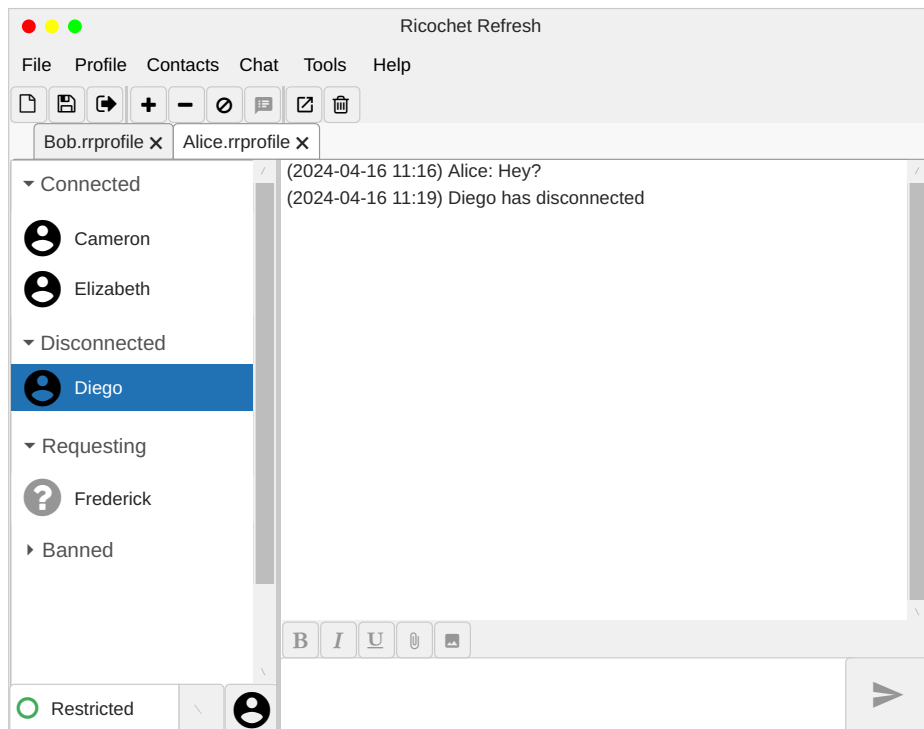 Ricochet Refresh
File Profile Contacts Chat Tools Help
Bob.rrprofile Alice.rrprofile
Connected
Cameron
Elizabeth
Disconnected
Diego
Requesting
Frederick
Banned
Restricted
(2024-04-16 11:16) Alice: Hey?
(2024-04-16 11:19) Diego has disconnected
B I U